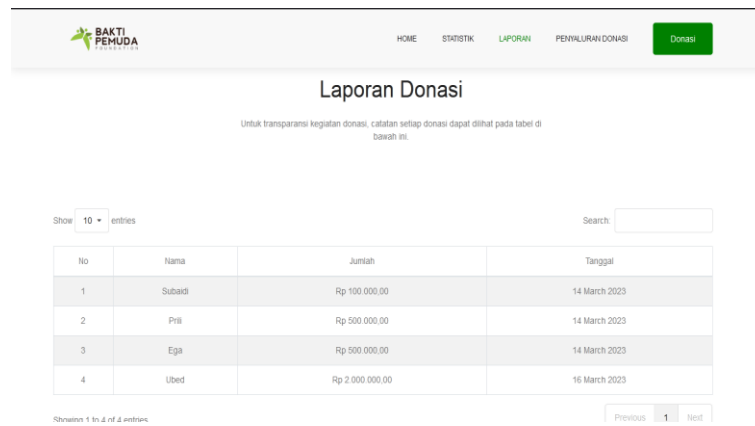 BAKTI
PEMUDA
FOUNDATION
HOME STATISTIK LAPORAN PENYALURAN DONASI Donasi
Laporan Donasi
Untuk transparansi kegiatan donasi, catatan setiap donasi dapat dilihat pada tabel di
bawah ini.
Show 10 entries Search:
No Nama Jumlah Tanggal
1 Subaidi Rp 100.000,00 14 March 2023
2 Prili Rp 500.000,00 14 March 2023
3 Ega Rp 500.000,00 14 March 2023
4 Ubed Rp 2.000.000,00 16 March 2023
Showing 1 to 4 of 4 entries Previous 1 Next